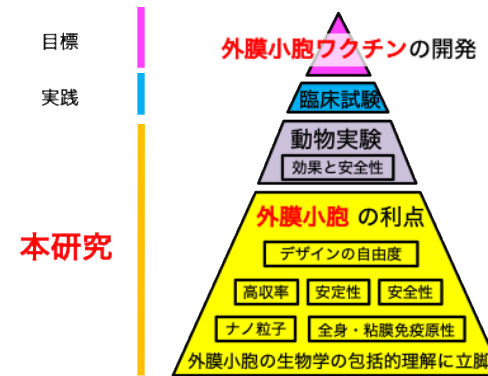 目標
外膜小胞ワクチンの開発
実践
臨床試験
動物実験
効果と安全性
本研究
外膜小胞 の利点
デザインの自由度
高収率 安定性 安全性
ナノ粒子 全身・粘膜免疫原性
外膜小胞の生物学の包括的理解に立脚